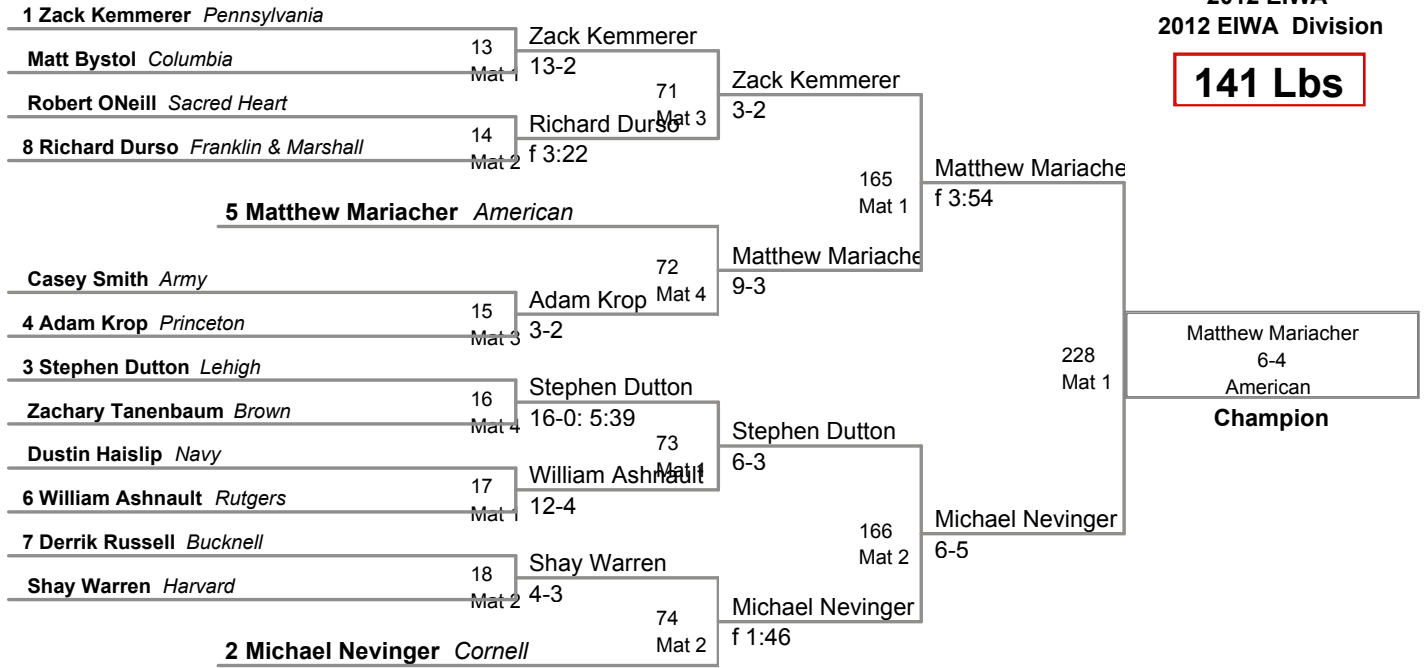 2012 EIWA
2012 EIWA Division
141 Lbs
1 Zack Kemmerer Pennsylvania
Matt Bystol Columbia
Robert ONeill Sacred Heart
8 Richard Durso Franklin & Marshall
5 Matthew Mariacher American
Casey Smith Army
4 Adam Krop Princeton
3 Stephen Dutton Lehigh
Zachary Tanenbaum Brown
Dustin Haislip Navy
6 William Ashnault Rutgers
7 Derrik Russell Bucknell
Shay Warren Harvard
2 Michael Nevinger Cornell
13
Mat 1
14
Mat 2
15
Mat 3
16
Mat 4
17
Mat 1
18
Mat 2
Zack Kemmerer
13-2
Richard Durso
f 3:22
Adam Krop
3-2
Stephen Dutton
16-0: 5:39
William Ashnault
12-4
Shay Warren
4-3
71
Mat 3
72
Mat 4
73
Mat 1
74
Mat 2
Zack Kemmerer
3-2
Matthew Mariache
9-3
Stephen Dutton
6-3
Michael Nevinger
f 1:46
165
Mat 1
166
Mat 2
Matthew Mariache
f 3:54
Michael Nevinger
6-5
228
Mat 1
Matthew Mariacher
6-4
American
Champion